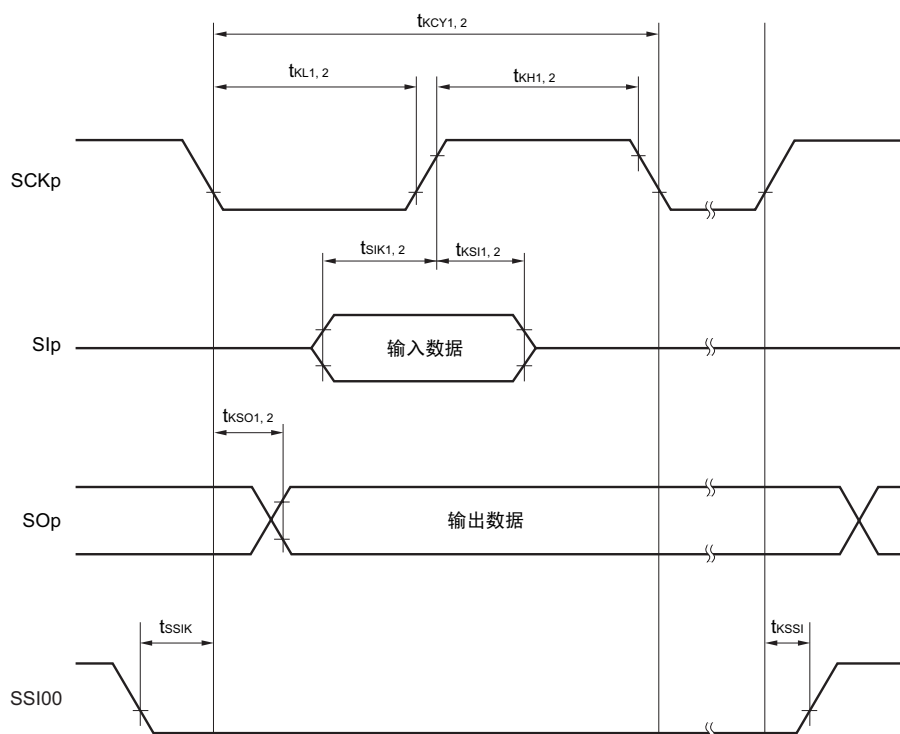 tKCY1, 2
tKL1, 2
tKH1, 2
SCKp
tSIK1, 2
tKSI1, 2
SIp
输入数据
tKSO1, 2
SOp
输出数据
tSSIK
tKSSI
SSI00